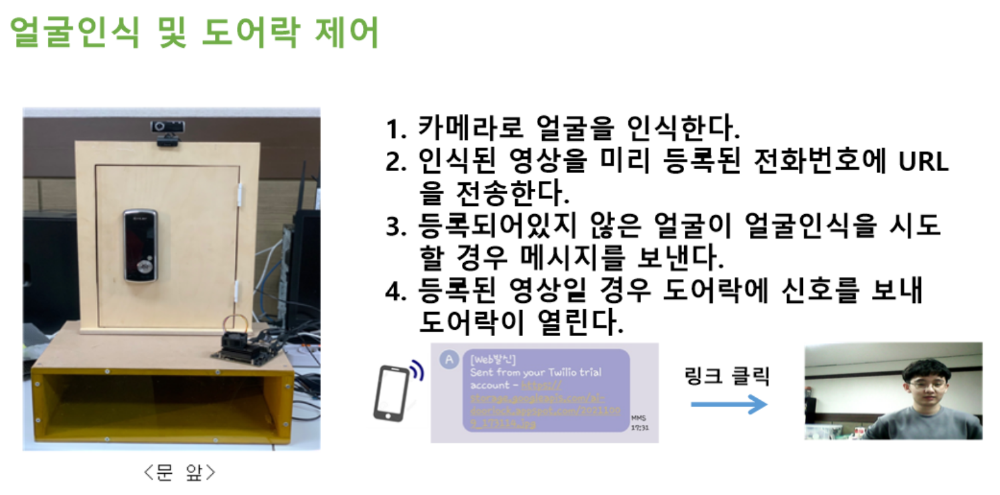 얼굴인식 및 도어락 제어
1. 카메라로 얼굴을 인식한다.
2. 인식된 영상을 미리 등록된 전화번호에 URL
을 전송한다.
3. 등록되어있지 않은 얼굴이 얼굴인식을 시도
할 경우 메시지를 보낸다.
4. 등록된 영상일 경우 도어락에 신호를 보내
도어락이 열린다.
A
[Web발신]
Sent from your Twilio trial
account - https://
storage.googleapis.com/ai-
doorlock.appspot.com/2021100
9_173114.jpg
MMS
17:31
링크 클릭
<문 앞>